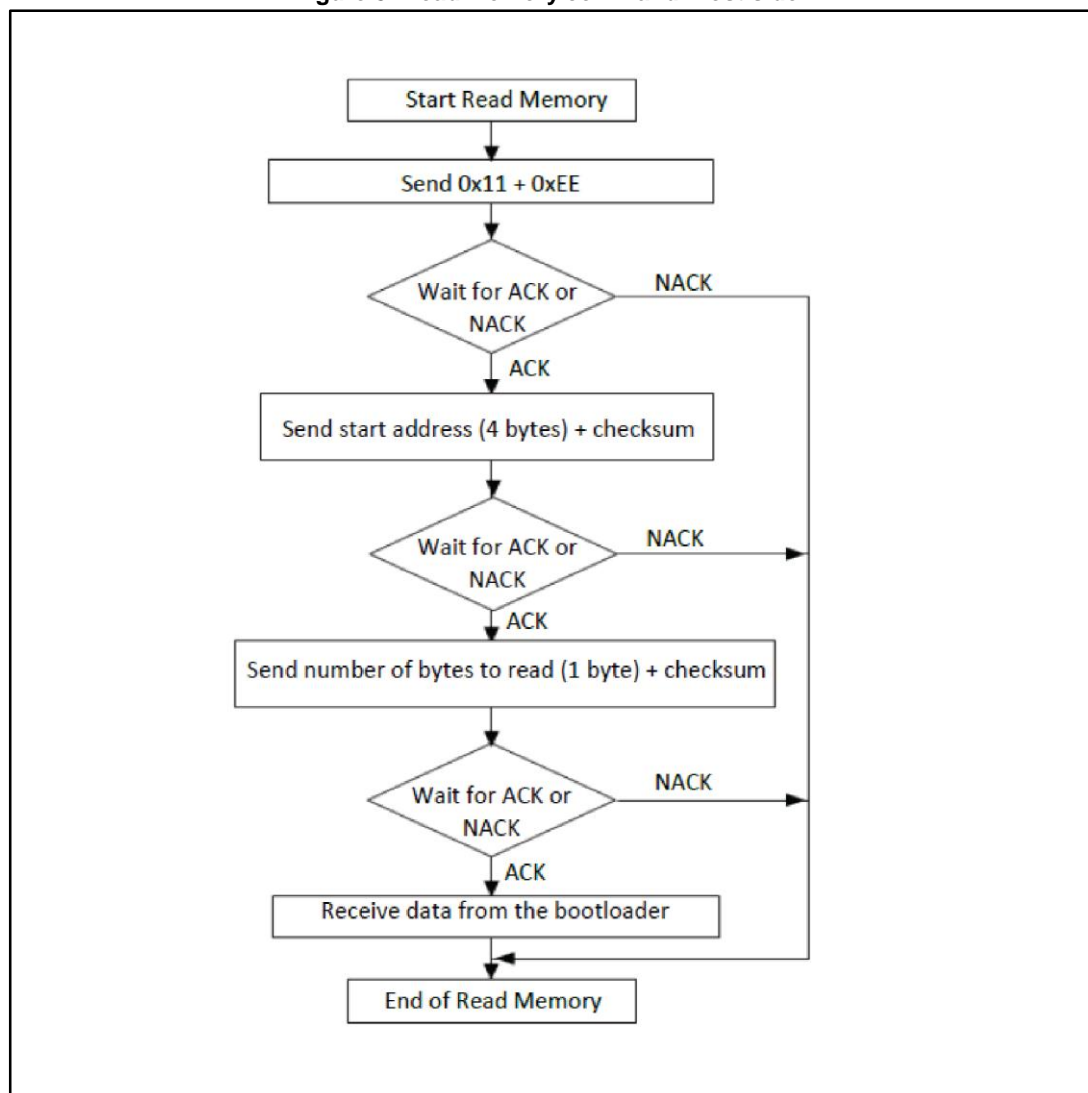 Start Read Memory
Send 0x11 + 0xEE
Wait for ACK or
NACK
NACK
ACK
Send start address (4 bytes) + checksum
Wait for ACK or
NACK
NACK
ACK
Send number of bytes to read (1 byte) + checksum
Wait for ACK or
NACK
NACK
ACK
Receive data from the bootloader
End of Read Memory